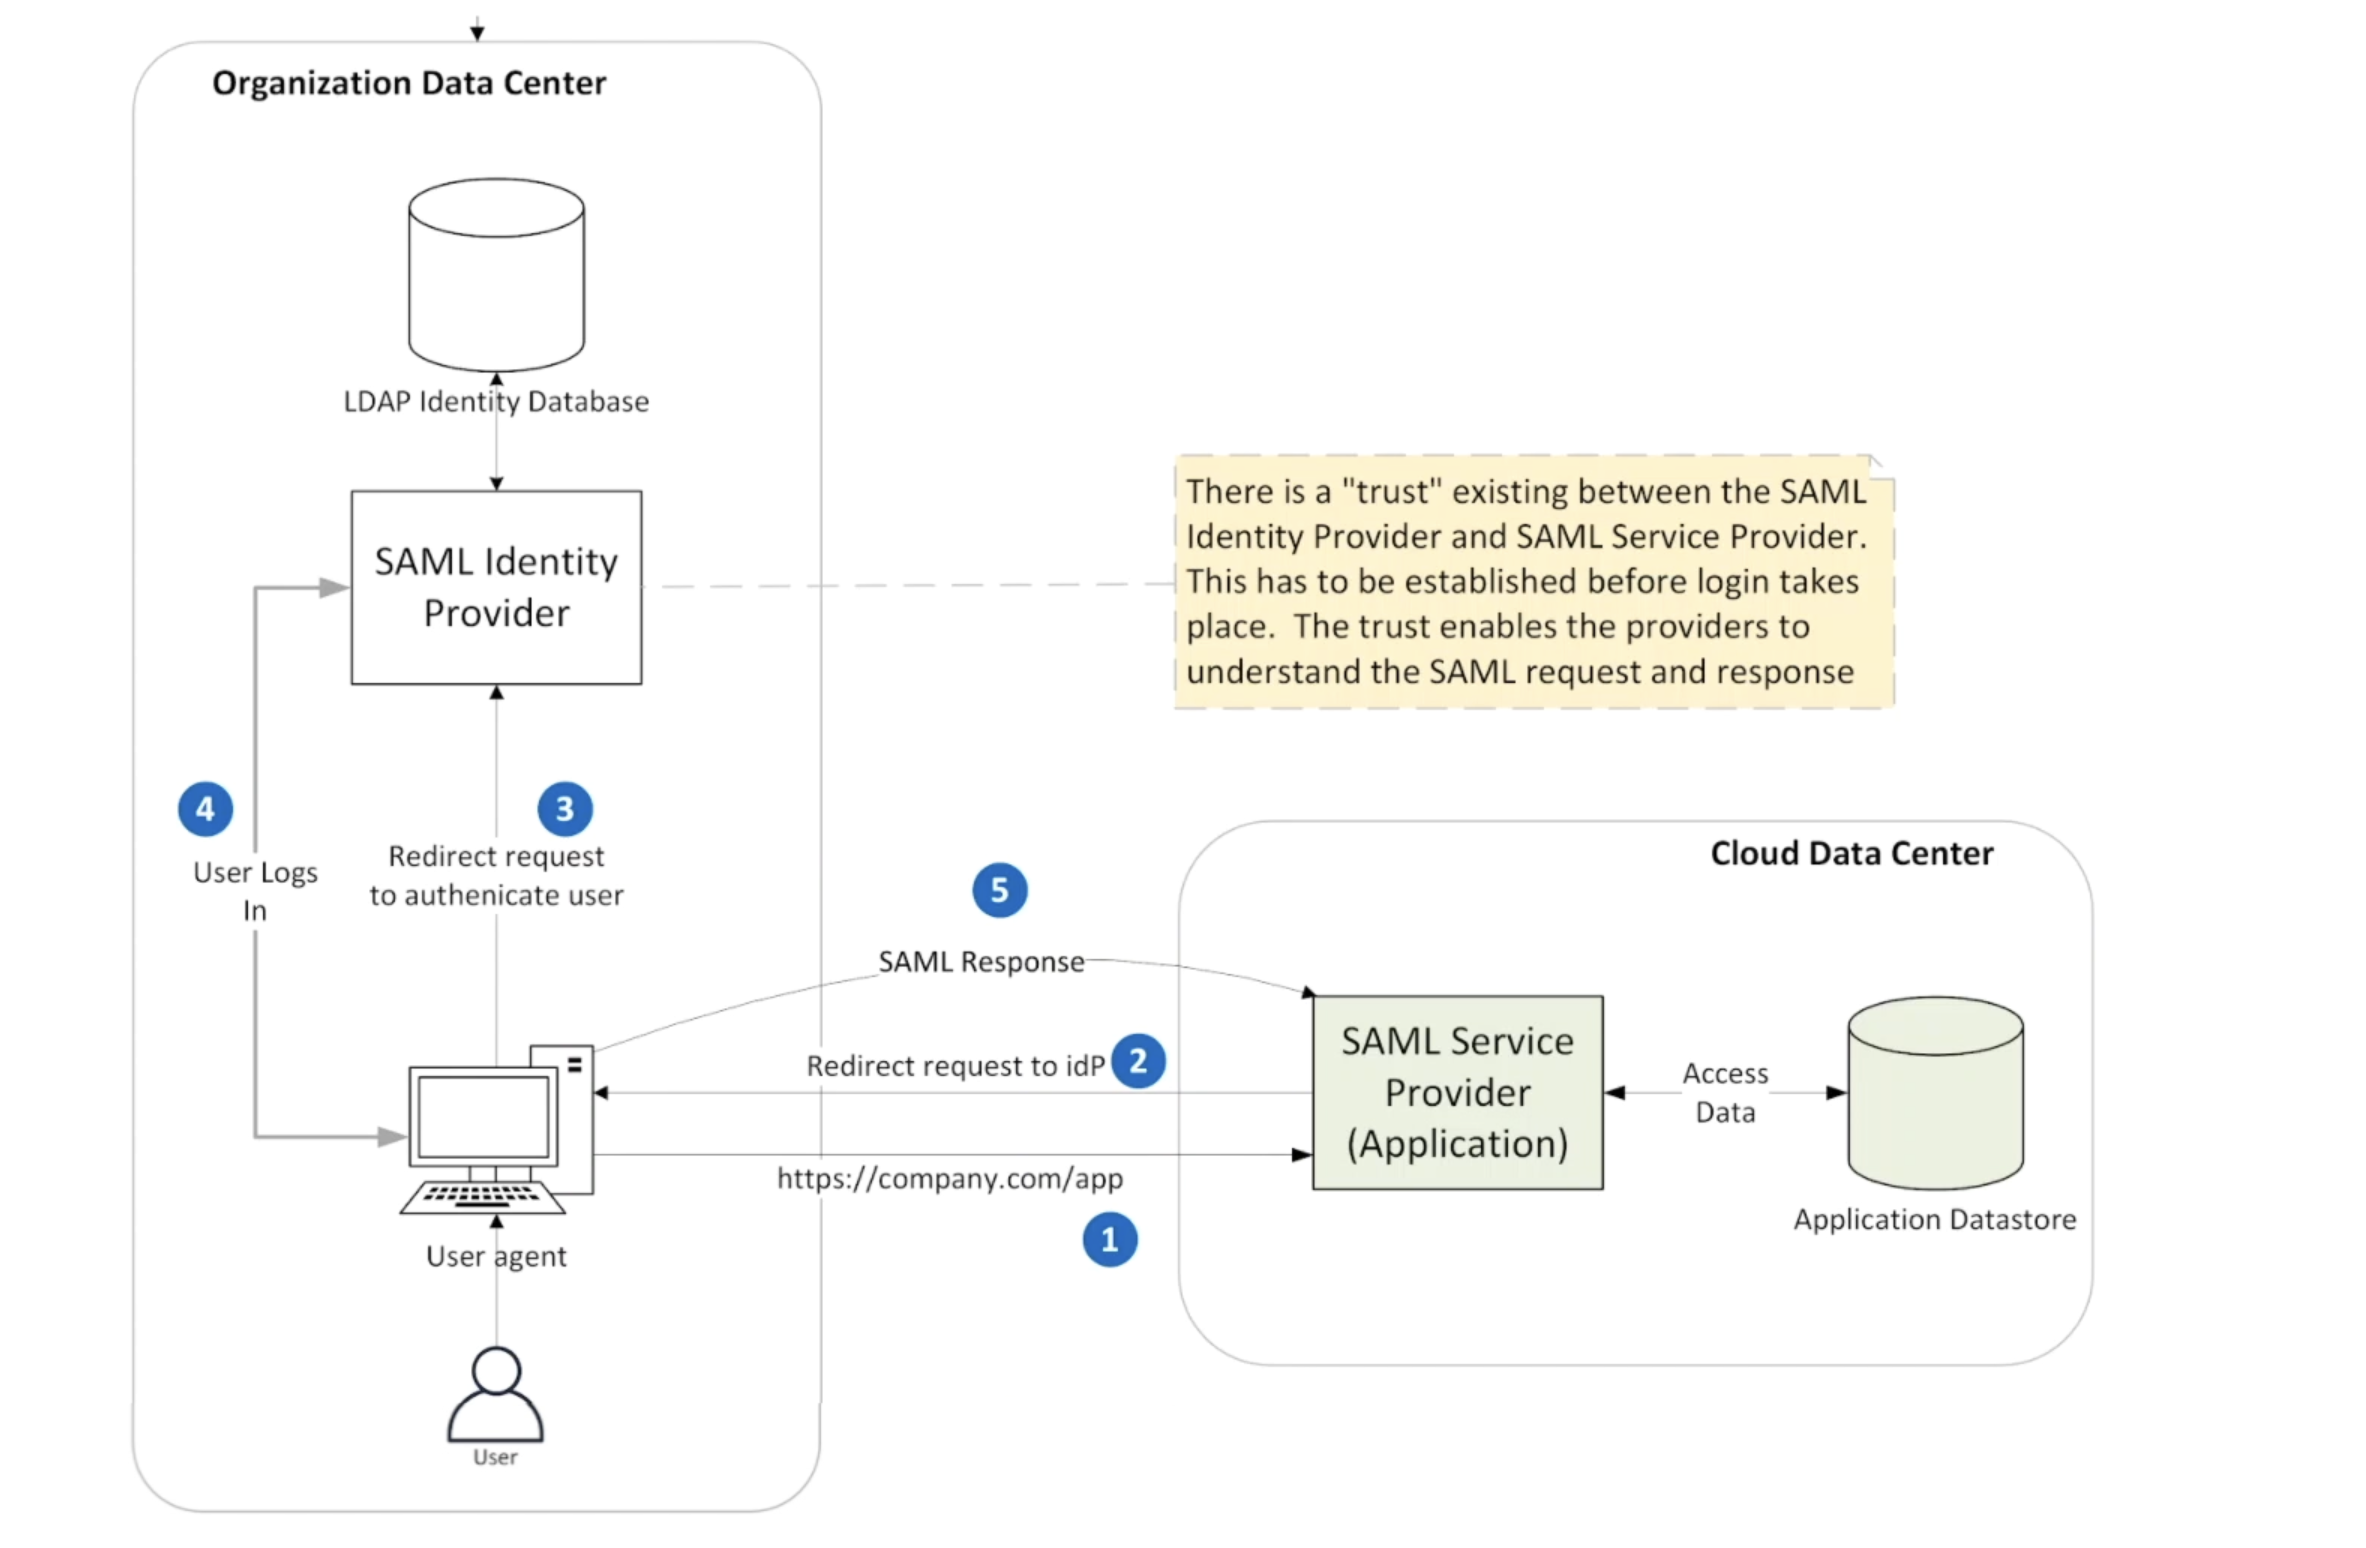 Organization Data Center
LDAP Identity Database
SAML Identity
Provider
There is a "trust" existing between the SAML
Identity Provider and SAML Service Provider.
This has to be established before login takes
place.  The trust enables the providers to
understand the SAML request and response
4
3
User Logs
In
Redirect request
to authenicate user
Cloud Data Center
5
SAML Response
Redirect request to idP
2
SAML Service
Provider
(Application)
Access
Data
https://company.com/app
1
Application Datastore
User agent
User